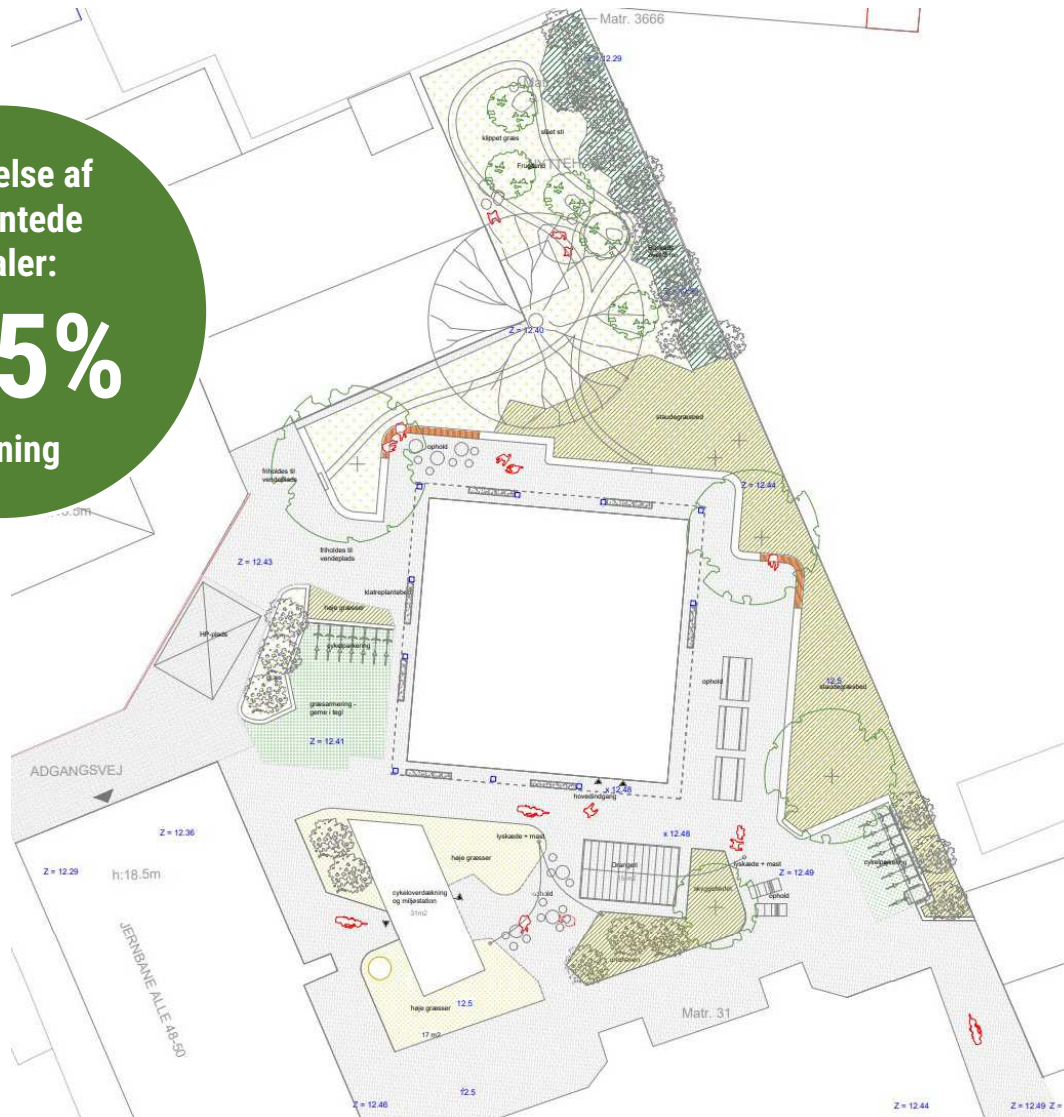 Matr. 3666
Z = 12.29
klippet græs
slået sti
Frugtlund
Z = 12.40
staudegræsbed
ophold
friholdes til
vendeplads
Z = 12.44
friholdes til
vendeplads
Z = 12.43
høje græsser
HP-plads
cykelparkering
græsarmering -
gerne i tegl
Z = 12.41
ophold
12.5
staudegræsbed
ADGANGSVEJ
x 12.48
hovedindgang
Z = 12.36
lyskæde + mast
x 12.48
Z = 12.29
h:18.5m
høje græsser
Orangeri
lyskæde + mast
Z = 12.49
cykeloverdækning
og miljøstation
31m2
ophold
JERNBANE ALLE 48-50
høje græsser
12.5
17 m2
Matr. 31
12.5
Z = 12.46
Z = 12.44
Z = 12.49
Z =
else af
ntede
aler:
5%
ning